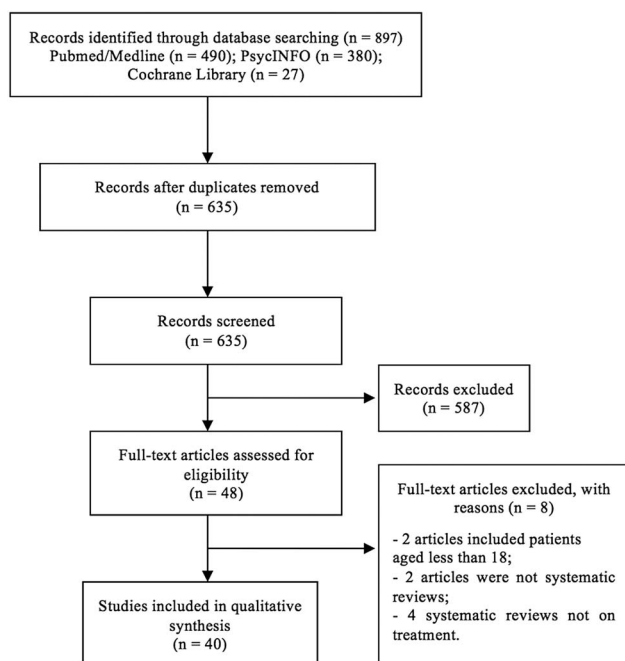 Records identified through database searching (n = 897)
Pubmed/Medline (n = 490); PsycINFO (n = 380);
Cochrane Library (n = 27)
Records after duplicates removed
(n = 635)
Records screened
(n = 635)
Records excluded
(n = 587)
Full-text articles assessed for
eligibility
(n = 48)
Full-text articles excluded, with
reasons (n = 8)
- 2 articles included patients
aged less than 18;
- 2 articles were not systematic
reviews;
- 4 systematic reviews not on
treatment.
Studies included in qualitative
synthesis
(n = 40)